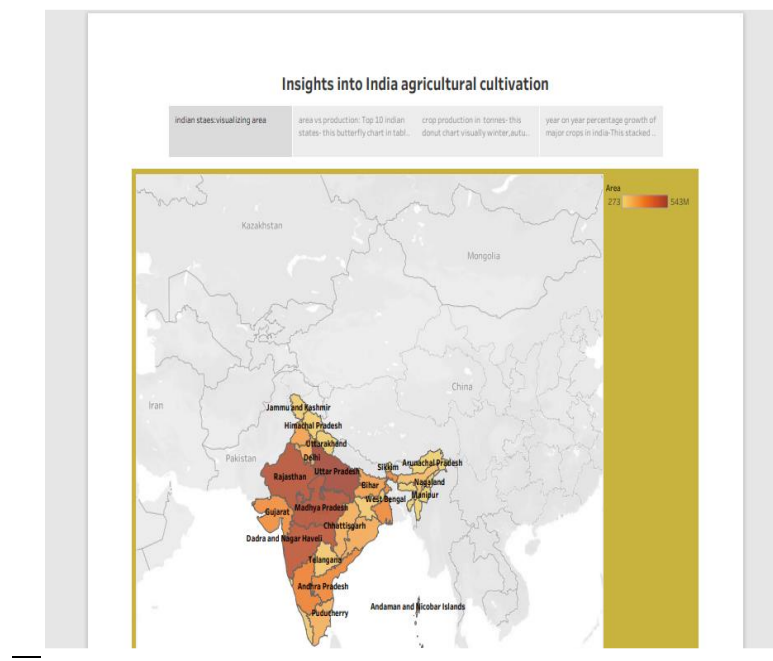 Insights into India agricultural cultivation
indian staes:visualizing area
area vs production: Top 10 indian
states- this butterfly chart in tabl..
crop production in tonnes- this
donut chart visually winter,autu..
year on year percentage growth of
major crops in india-This stacked ..
Area
273
543M
Kazakhstan
Mongolia
China
Iran
Pakistan
Jammu and Kashmir
Himachal Pradesh
Uttarakhand
Delhi
Rajasthan
Uttar Pradesh
Sikkim
Arunachal Pradesh
Bihar
Nagaland
West Bengal
Manipur
Gujarat
Madhya Pradesh
Chhattisgarh
Dadra and Nagar Haveli
Telangana
Andhra Pradesh
Puducherry
Andaman and Nicobar Islands